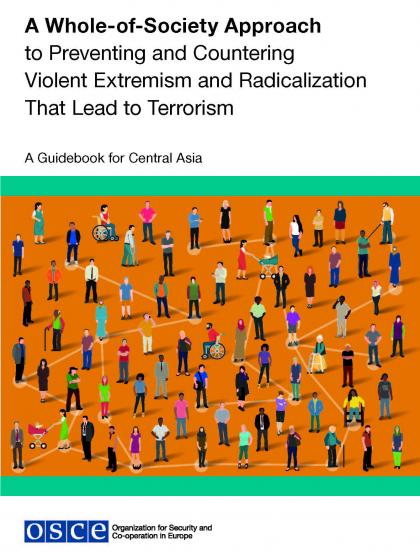 A Whole-of-Society Approach
to Preventing and Countering
Violent Extremism and Radicalization
That Lead to Terrorism
A Guidebook for Central Asia
OSCE
Organization for Security and
Co-operation in Europe